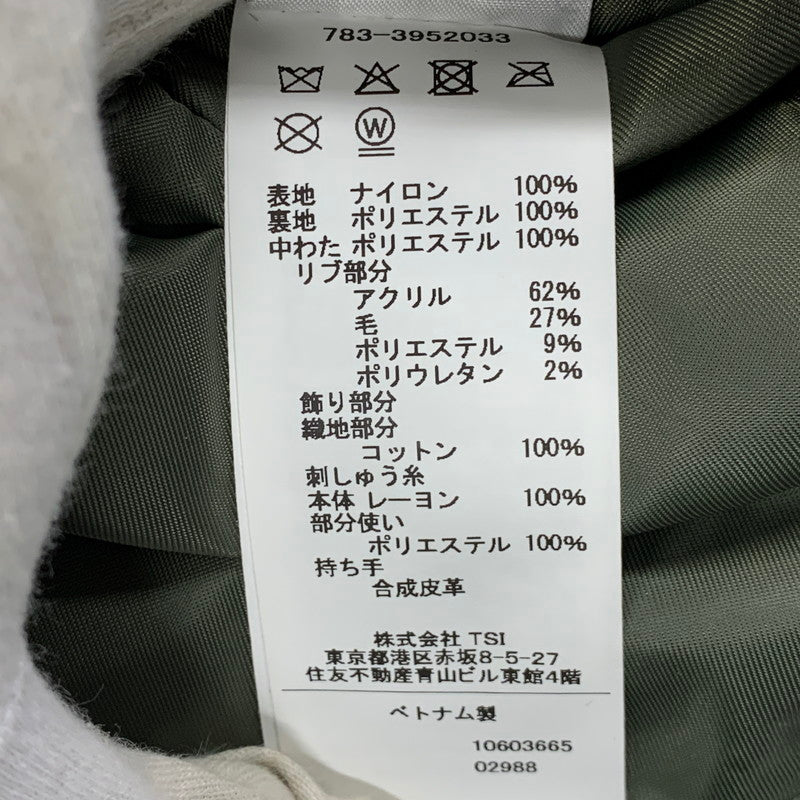 783-3952033
W
表地 ナイロン 100%
裏地 ポリエステル 100%
中わた ポリエステル 100%
リブ部分
アクリル 62%
毛 27%
ポリエステル 9%
ポリウレタン 2%
飾り部分
織地部分
コットン 100%
刺しゅう糸
本体 レーヨン 100%
部分使い
ポリエステル 100%
持ち手
合成皮革
株式会社 TSI
東京都港区赤坂8-5-27
住友不動産青山ビル東館4階
ベトナム製
10603665
02988